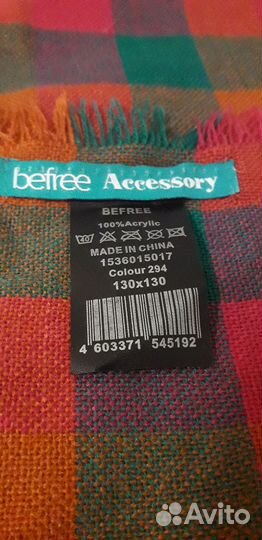 befree Accessory
BEFREE
100%Acrylic
MADE IN CHINA
1536015017
Colour 294
130x130
4 603371 545192
Avito